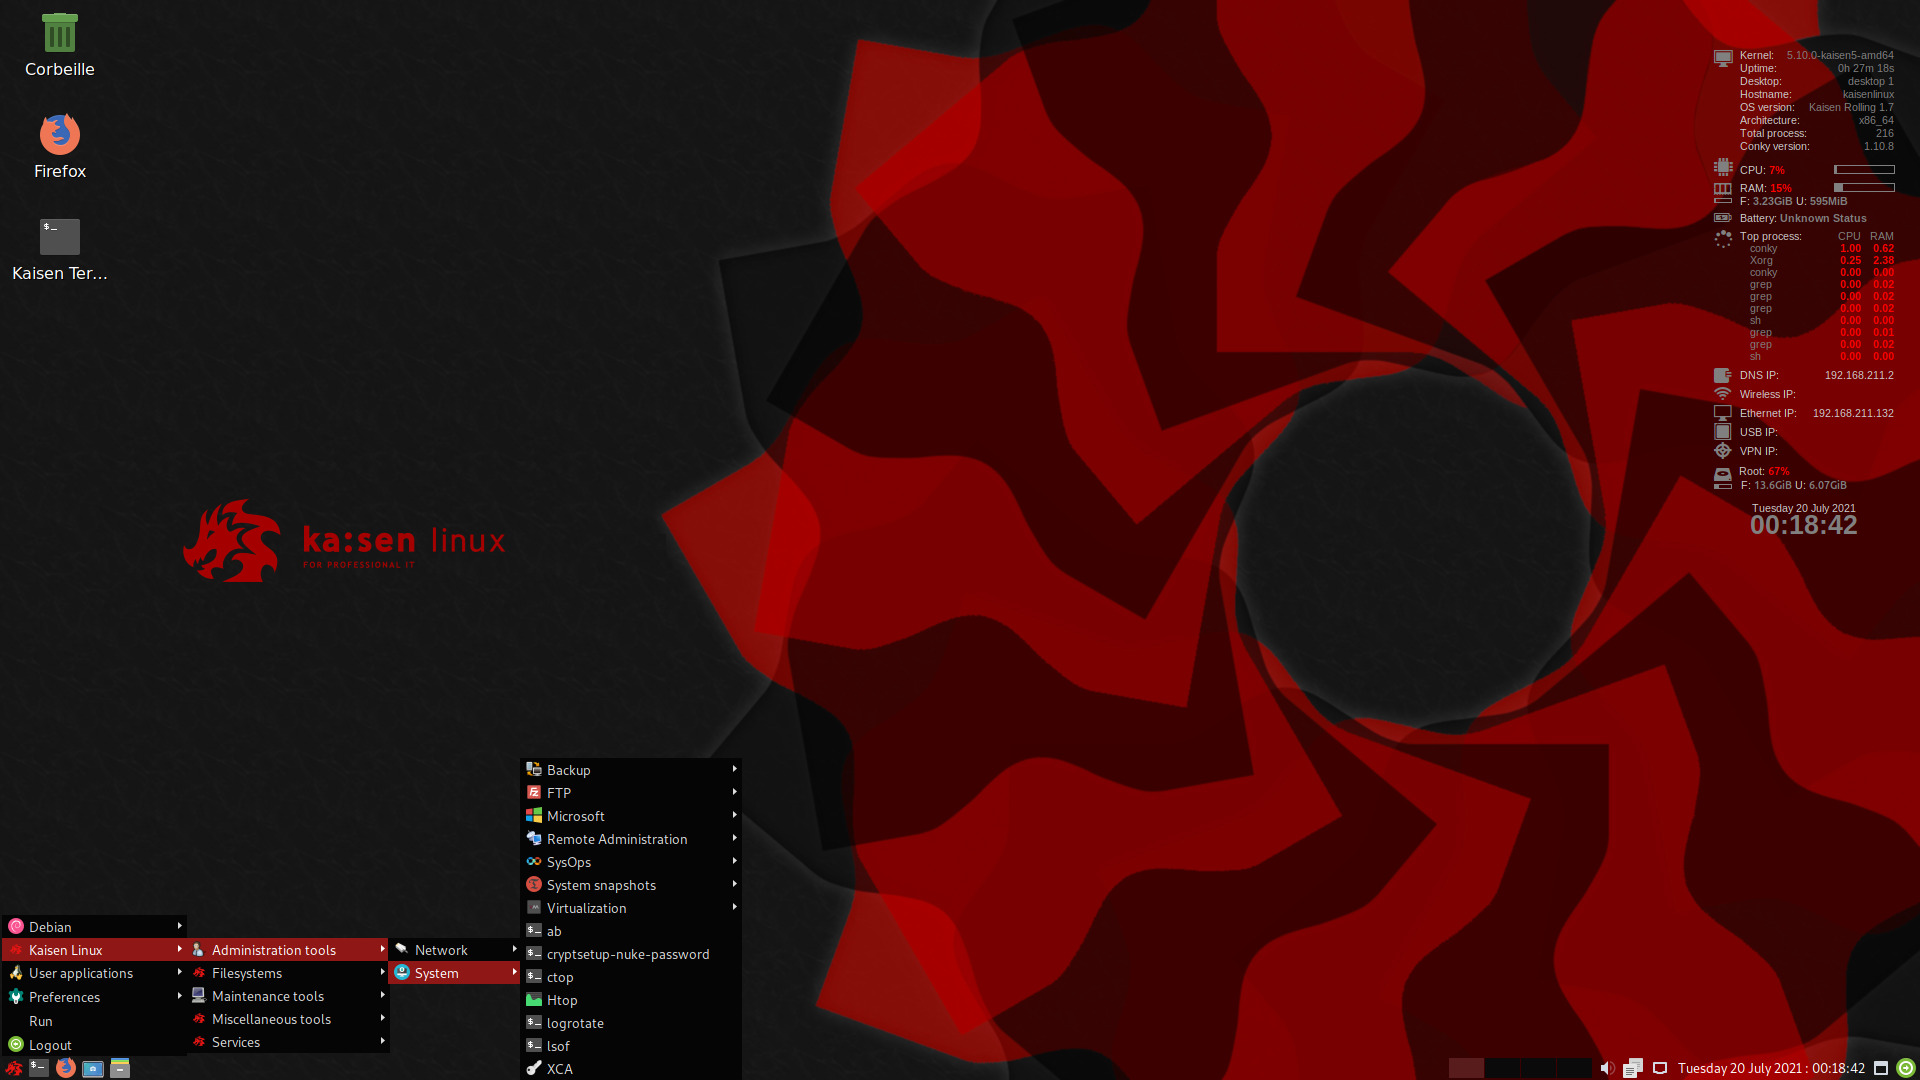 Corbeille
Firefox
$_
Kaisen Ter...
ka:sen linux
FOR PROFESSIONAL IT
Kernel: 5.10.0-kaisen5-amd64
Uptime: 0h 27m 18s
Desktop: desktop 1
Hostname: kaisenlinux
OS version: Kaisen Rolling 1.7
Architecture: x86_64
Total process: 216
Conky version: 1.10.8
CPU: 7%
RAM: 15%
F: 3.23GiB U: 595MiB
Battery: Unknown Status
Top process: CPU RAM
conky 1.00 0.62
Xorg 0.25 2.38
conky 0.00 0.00
grep 0.00 0.02
grep 0.00 0.02
grep 0.00 0.02
sh 0.00 0.00
grep 0.00 0.01
grep 0.00 0.02
sh 0.00 0.00
DNS IP: 192.168.211.2
Wireless IP:
Ethernet IP: 192.168.211.132
USB IP:
VPN IP:
Root: 67%
F: 13.6GiB U: 6.07GiB
Tuesday 20 July 2021
00:18:42
Debian
Kaisen Linux
User applications
Preferences
Run
Logout
Administration tools
Filesystems
Maintenance tools
Miscellaneous tools
Services
Network
System
Backup
FTP
Microsoft
Remote Administration
SysOps
System snapshots
Virtualization
ab
cryptsetup-nuke-password
ctop
Htop
logrotate
lsof
XCA
Tuesday 20 July 2021 : 00:18:42